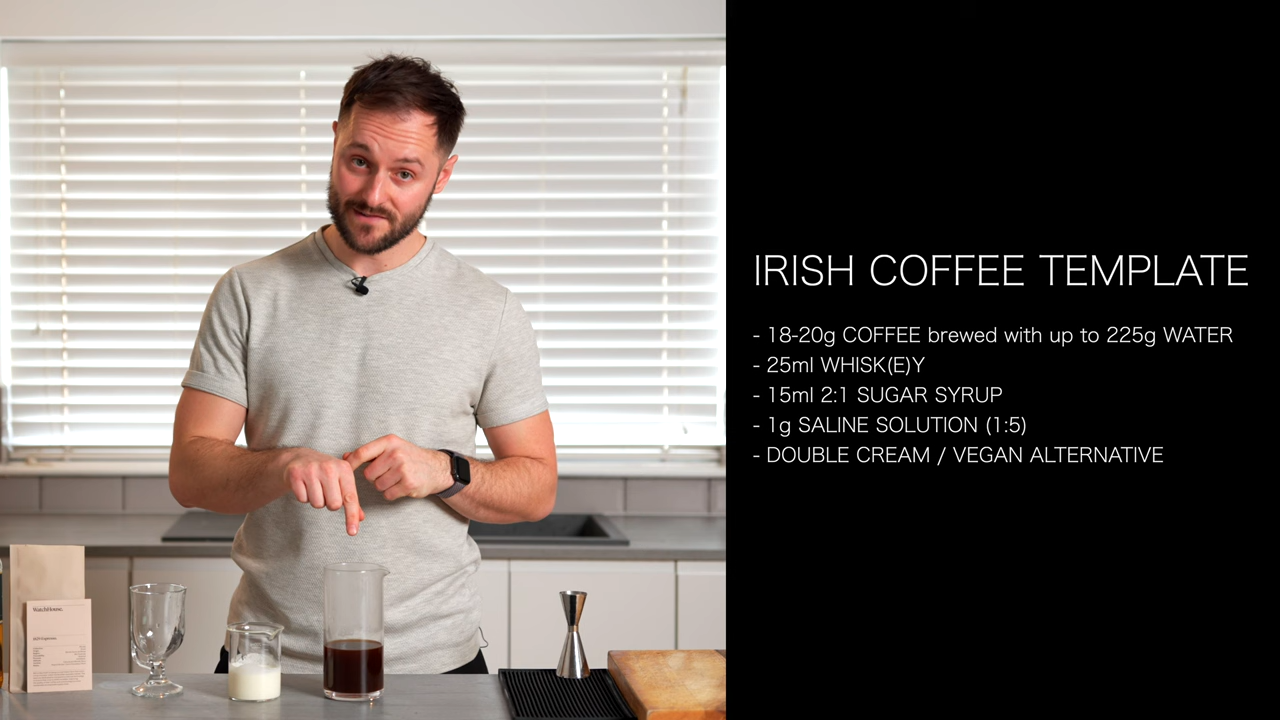 IRISH COFFEE TEMPLATE
- 18-20g COFFEE brewed with up to 225g WATER
- 25ml WHISK(E)Y
- 15ml 2:1 SUGAR SYRUP
- 1g SALINE SOLUTION (1:5)
- DOUBLE CREAM / VEGAN ALTERNATIVE
WatchHouse.